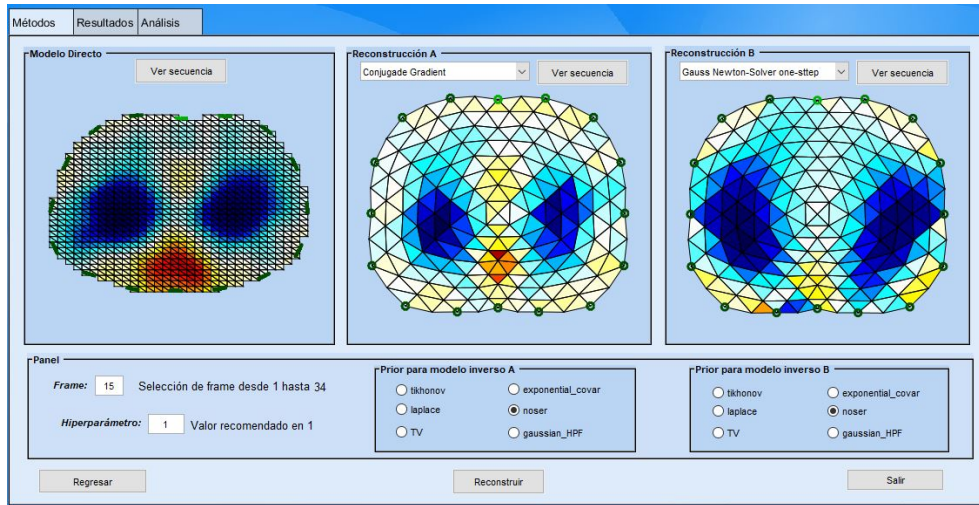 Métodos Resultados Análisis
Modelo Directo
Ver secuencia
Reconstrucción A
Conjugade Gradient
Ver secuencia
Reconstrucción B
Gauss Newton-Solver one-sttep
Ver secuencia
Panel
Frame: 15 Selección de frame desde 1 hasta 34
Hiperparámetro: 1 Valor recomendado en 1
Prior para modelo inverso A
tikhonov exponential_covar
laplace noser
TV gaussian_HPF
Prior para modelo inverso B
tikhonov exponential_covar
laplace noser
TV gaussian_HPF
Regresar
Reconstruir
Salir